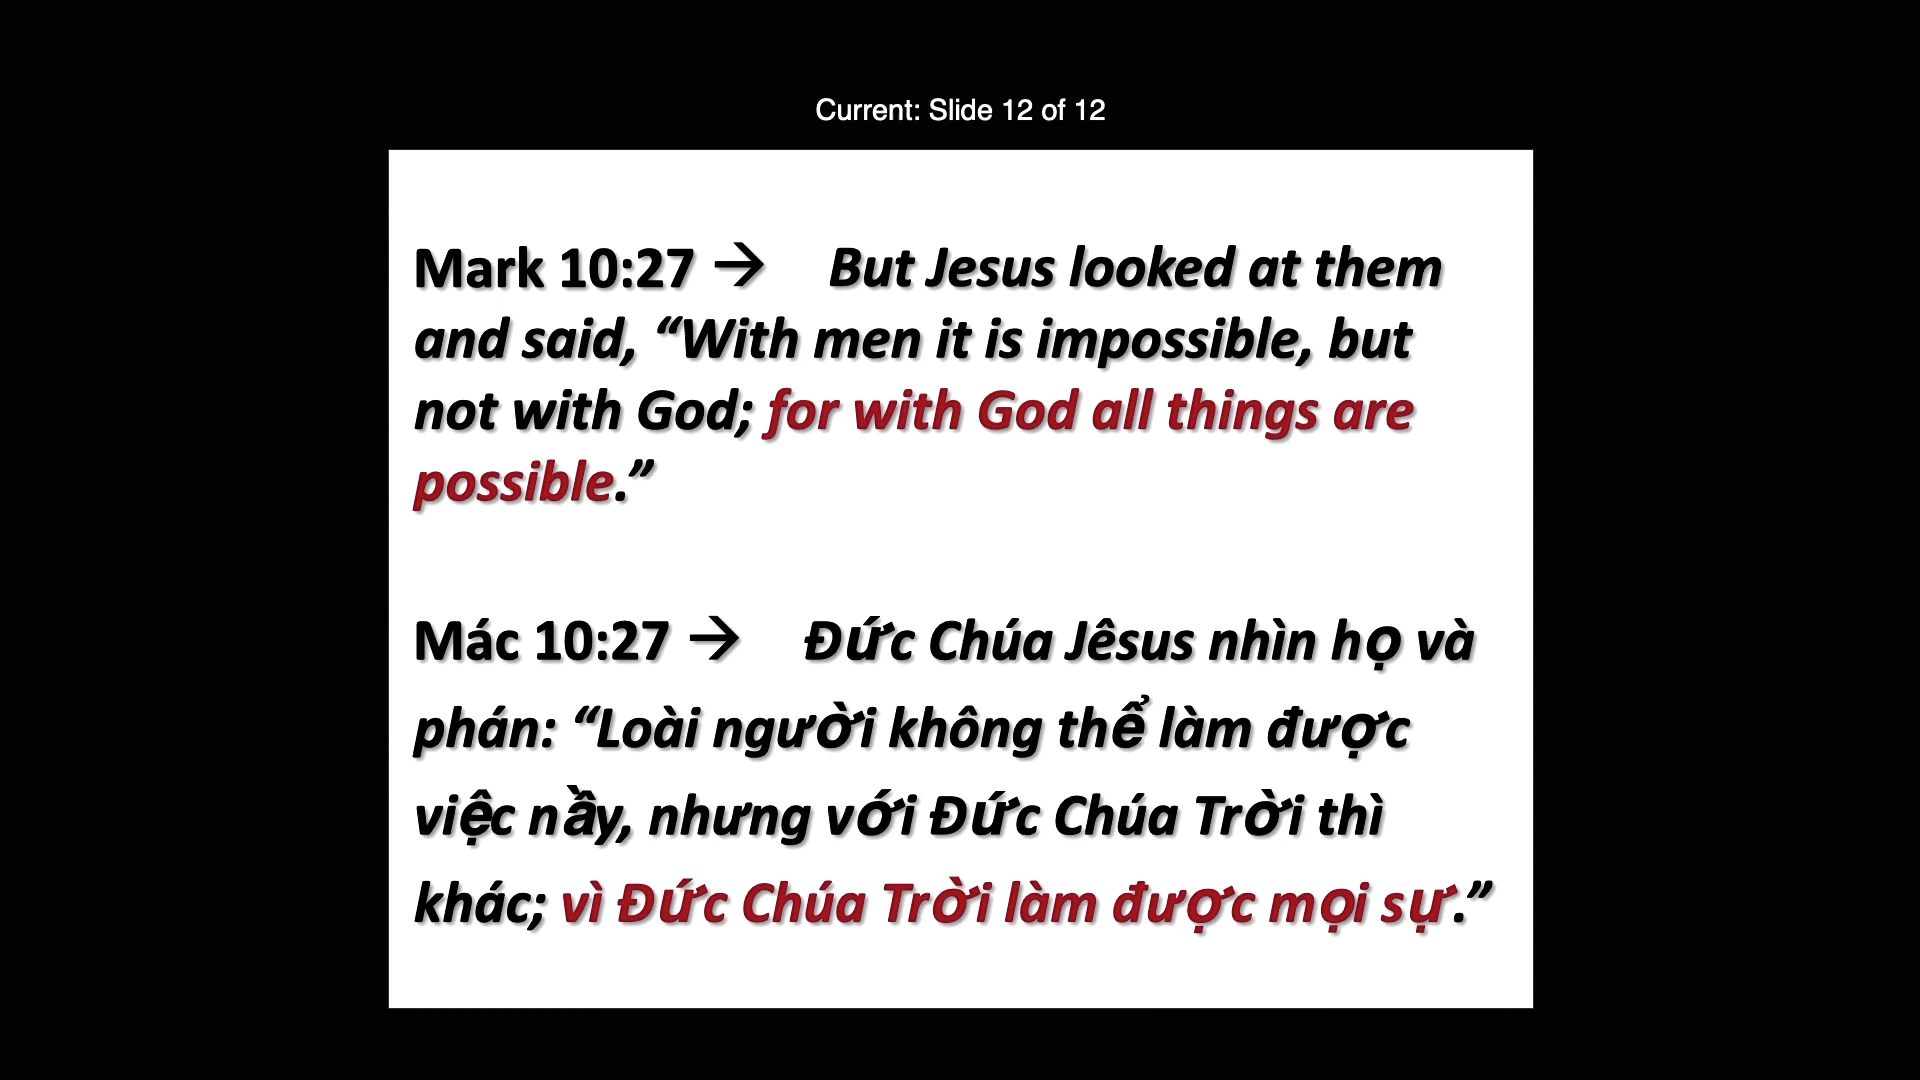 Current: Slide 12 of 12
Mark 10:27 → But Jesus looked at them
and said, “With men it is impossible, but
not with God; for with God all things are
possible.”
Mác 10:27 → Đức Chúa Jêsus nhìn họ và
phán: “Loài người không thể làm được
việc nầy, nhưng với Đức Chúa Trời thì
khác; vì Đức Chúa Trời làm được mọi sự.”